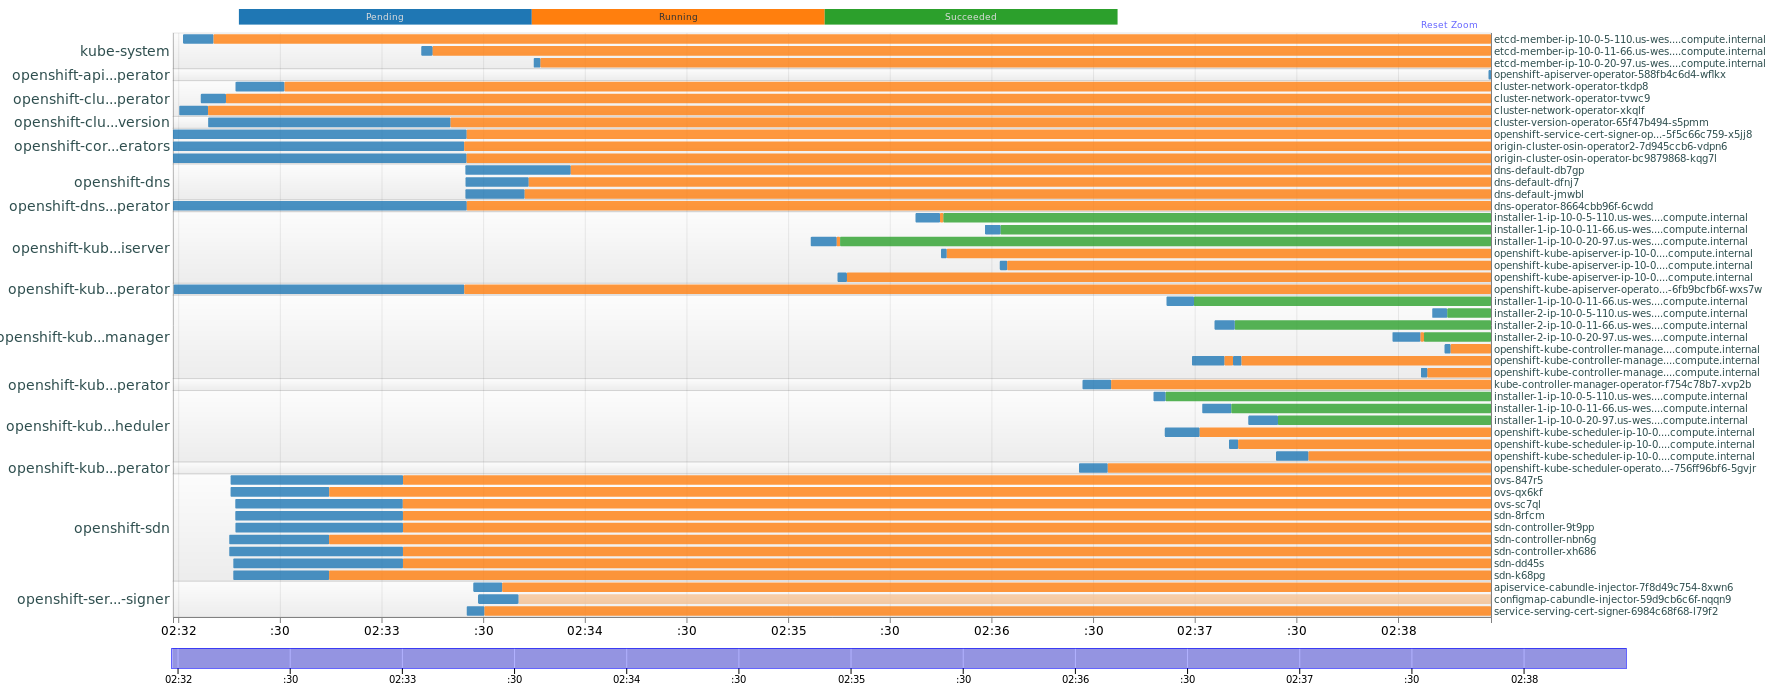 Pending Running Succeeded
Reset Zoom
kube-system
openshift-api...perator
openshift-clu...perator
openshift-clu...version
openshift-cor...erators
openshift-dns
openshift-dns...perator
openshift-kub...iserver
openshift-kub...perator
openshift-kub...manager
openshift-kub...perator
openshift-kub...heduler
openshift-kub...perator
openshift-sdn
openshift-ser...-signer
etcd-member-ip-10-0-5-110.us-wes....compute.internal
etcd-member-ip-10-0-11-66.us-wes....compute.internal
etcd-member-ip-10-0-20-97.us-wes....compute.internal
openshift-apiserver-operator-588fb4c6d4-wflkx
cluster-network-operator-tkdp8
cluster-network-operator-tvwc9
cluster-network-operator-xkqlf
cluster-version-operator-65f47b494-s5pmm
openshift-service-cert-signer-op...-5f5c66c759-x5jj8
origin-cluster-osin-operator2-7d945ccb6-vdpn6
origin-cluster-osin-operator-bc9879868-kqg7l
dns-default-db7gp
dns-default-dfnj7
dns-default-jmwbl
dns-operator-8664cbb96f-6cwdd
installer-1-ip-10-0-5-110.us-wes....compute.internal
installer-1-ip-10-0-11-66.us-wes....compute.internal
installer-1-ip-10-0-20-97.us-wes....compute.internal
openshift-kube-apiserver-ip-10-0....compute.internal
openshift-kube-apiserver-ip-10-0....compute.internal
openshift-kube-apiserver-ip-10-0....compute.internal
openshift-kube-apiserver-operato...-6fb9bcfb6f-wxs7w
installer-1-ip-10-0-11-66.us-wes....compute.internal
installer-2-ip-10-0-5-110.us-wes....compute.internal
installer-2-ip-10-0-11-66.us-wes....compute.internal
installer-2-ip-10-0-20-97.us-wes....compute.internal
openshift-kube-controller-manage....compute.internal
openshift-kube-controller-manage....compute.internal
openshift-kube-controller-manage....compute.internal
kube-controller-manager-operator-f754c78b7-xvp2b
installer-1-ip-10-0-5-110.us-wes....compute.internal
installer-1-ip-10-0-11-66.us-wes....compute.internal
installer-1-ip-10-0-20-97.us-wes....compute.internal
openshift-kube-scheduler-ip-10-0....compute.internal
openshift-kube-scheduler-ip-10-0....compute.internal
openshift-kube-scheduler-ip-10-0....compute.internal
openshift-kube-scheduler-operato...-756ff96bf6-5gvjr
ovs-847r5
ovs-qx6kf
ovs-sc7ql
sdn-8rfcm
sdn-controller-9t9pp
sdn-controller-nbn6g
sdn-controller-xh686
sdn-dd45s
sdn-k68pg
apiservice-cabundle-injector-7f8d49c754-8xwn6
configmap-cabundle-injector-59d9cb6c6f-nqqn9
service-serving-cert-signer-6984c68f68-l79f2
02:32 :30 02:33 :30 02:34 :30 02:35 :30 02:36 :30 02:37 :30 02:38
02:32 :30 02:33 :30 02:34 :30 02:35 :30 02:36 :30 02:37 :30 02:38